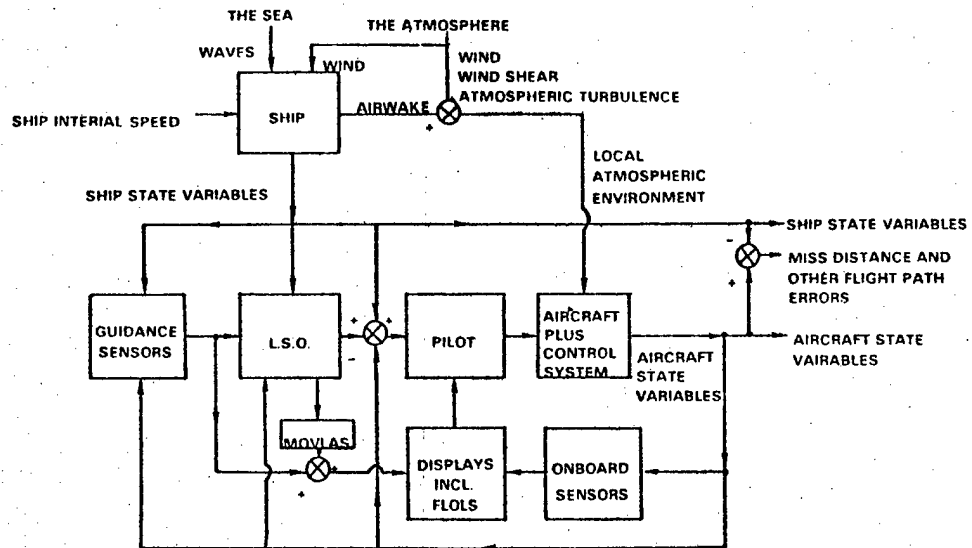 THE SEA
THE ATMOSPHERE
WAVES
WIND
WIND
WIND SHEAR
ATMOSPHERIC TURBULENCE
SHIP INTERIAL SPEED
SHIP
AIRWAKE
+
LOCAL
ATMOSPHERIC
ENVIRONMENT
SHIP STATE VARIABLES
SHIP STATE VARIABLES
-
MISS DISTANCE AND
OTHER FLIGHT PATH
ERRORS
+
GUIDANCE
SENSORS
L.S.O.
+
+
-
PILOT
AIRCRAFT
PLUS
CONTROL
SYSTEM
AIRCRAFT
STATE
VARIABLES
AIRCRAFT STATE
VAIRABLES
MOVLAS
+
+
DISPLAYS
INCL.
FLOLS
ONBOARD
SENSORS